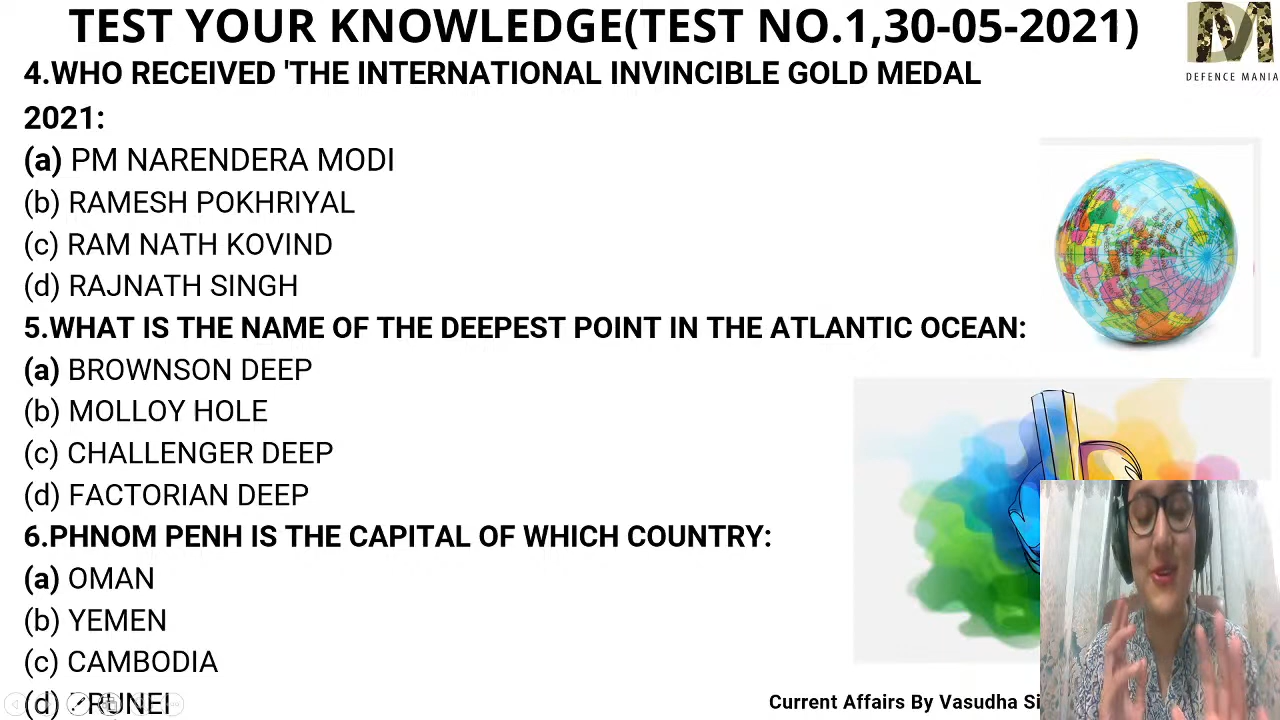 TEST YOUR KNOWLEDGE(TEST NO.1,30-05-2021)
DEFENCE MANIA
4.WHO RECEIVED 'THE INTERNATIONAL INVINCIBLE GOLD MEDAL
2021:
(a) PM NARENDERA MODI
(b) RAMESH POKHRIYAL
(c) RAM NATH KOVIND
(d) RAJNATH SINGH
5.WHAT IS THE NAME OF THE DEEPEST POINT IN THE ATLANTIC OCEAN:
(a) BROWNSON DEEP
(b) MOLLOY HOLE
(c) CHALLENGER DEEP
(d) FACTORIAN DEEP
6.PHNOM PENH IS THE CAPITAL OF WHICH COUNTRY:
(a) OMAN
(b) YEMEN
(c) CAMBODIA
(d) BRUNEI
Current Affairs By Vasudha Si